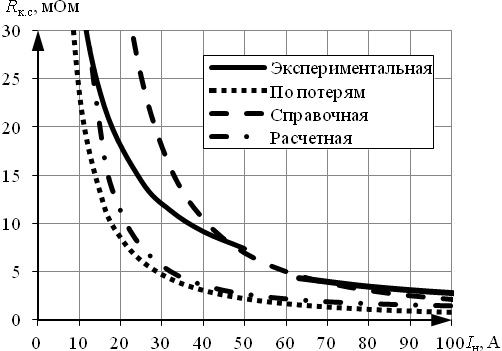 Rк.с, мОм
30
Экспериментальная
25
По потерям
Справочная
20
Расчетная
15
10
5
0
0 10 20 30 40 50 60 70 80 90 100 Iн, А